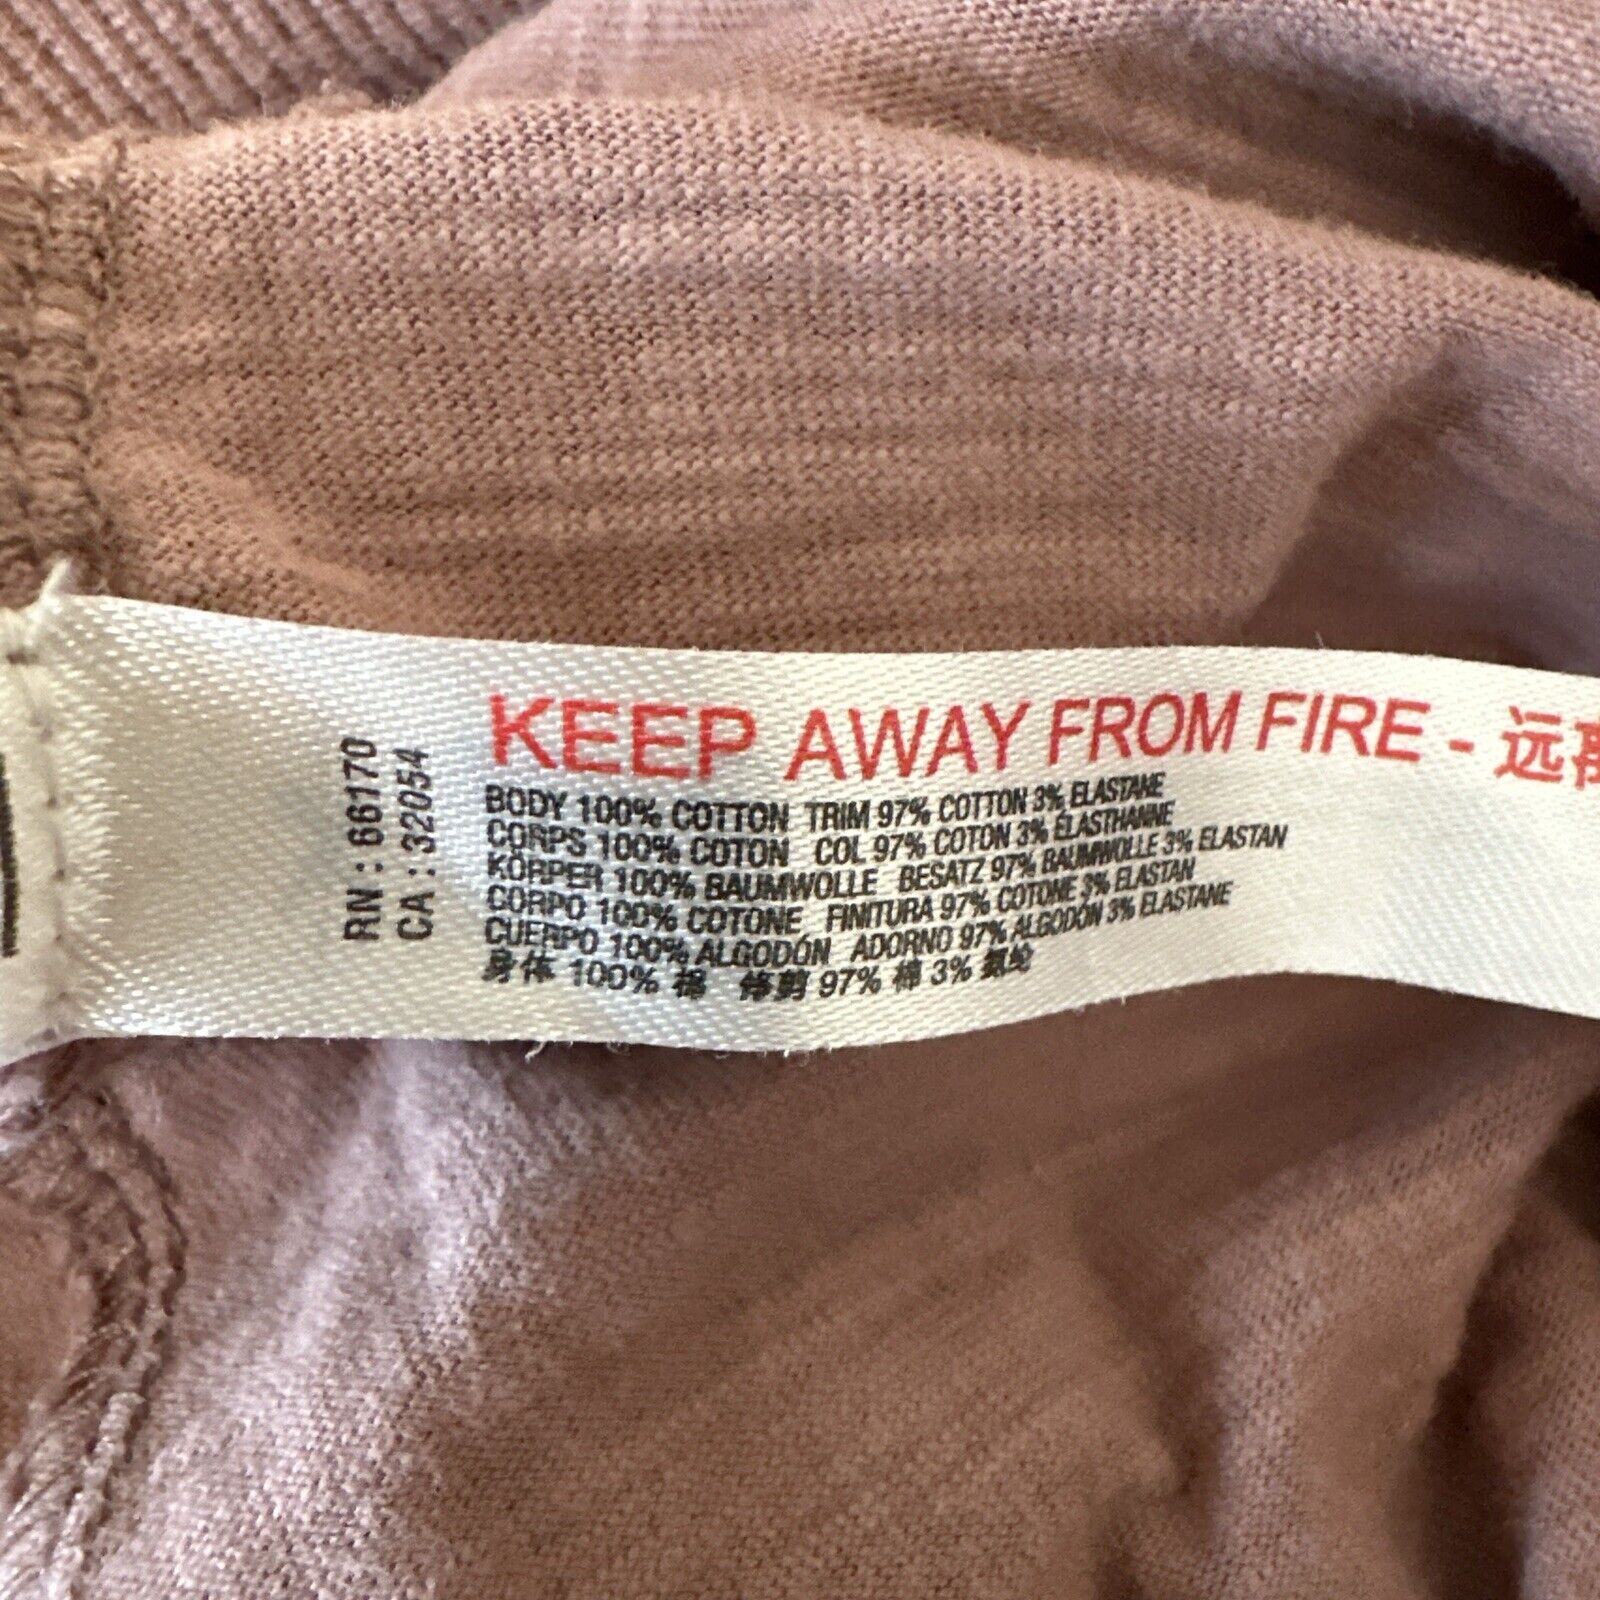 RN : 66170
CA : 32054
KEEP AWAY FROM FIRE - 远离
BODY 100% COTTON TRIM 97% COTTON 3% ELASTANE
CORPS 100% COTON COL 97% COTON 3% ÉLASTHANNE
KÖRPER 100% BAUMWOLLE BESATZ 97% BAUMWOLLE 3% ELASTAN
CORPO 100% COTONE FINITURA 97% COTONE 3% ELASTAN
CUERPO 100% ALGODÓN ADORNO 97% ALGODÓN 3% ELASTANE
身体 100% 棉 修剪 97% 棉 3% 氨纶